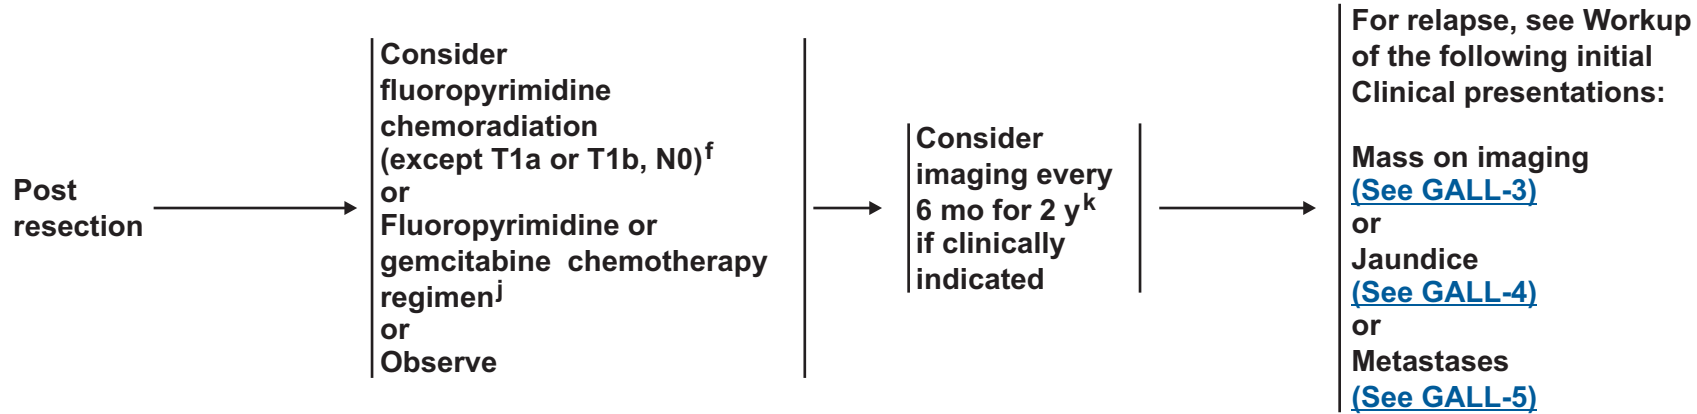 Post
resection
Consider
fluoropyrimidine
chemoradiation
(except T1a or T1b, N0)f
or
Fluoropyrimidine or
gemcitabine chemotherapy
regimenj
or
Observe
Consider
imaging every
6 mo for 2 yk
if clinically
indicated
For relapse, see Workup
of the following initial
Clinical presentations:
Mass on imaging
(See GALL-3)
or
Jaundice
(See GALL-4)
or
Metastases
(See GALL-5)